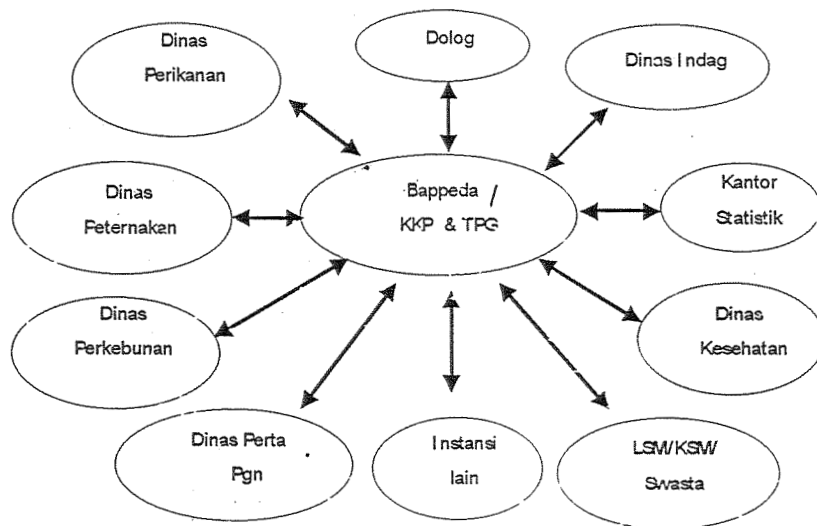 Dinas
Perikanan
Dolog
Dinas Indag
Dinas
Peternakan
Bappeda /
KKP & TPG
Kantor
Statistik
Dinas
Perkebunan
Dinas
Kesehatan
Dinas Perta
Pgn
Instansi
lain
LSM/KSM/
Swasta